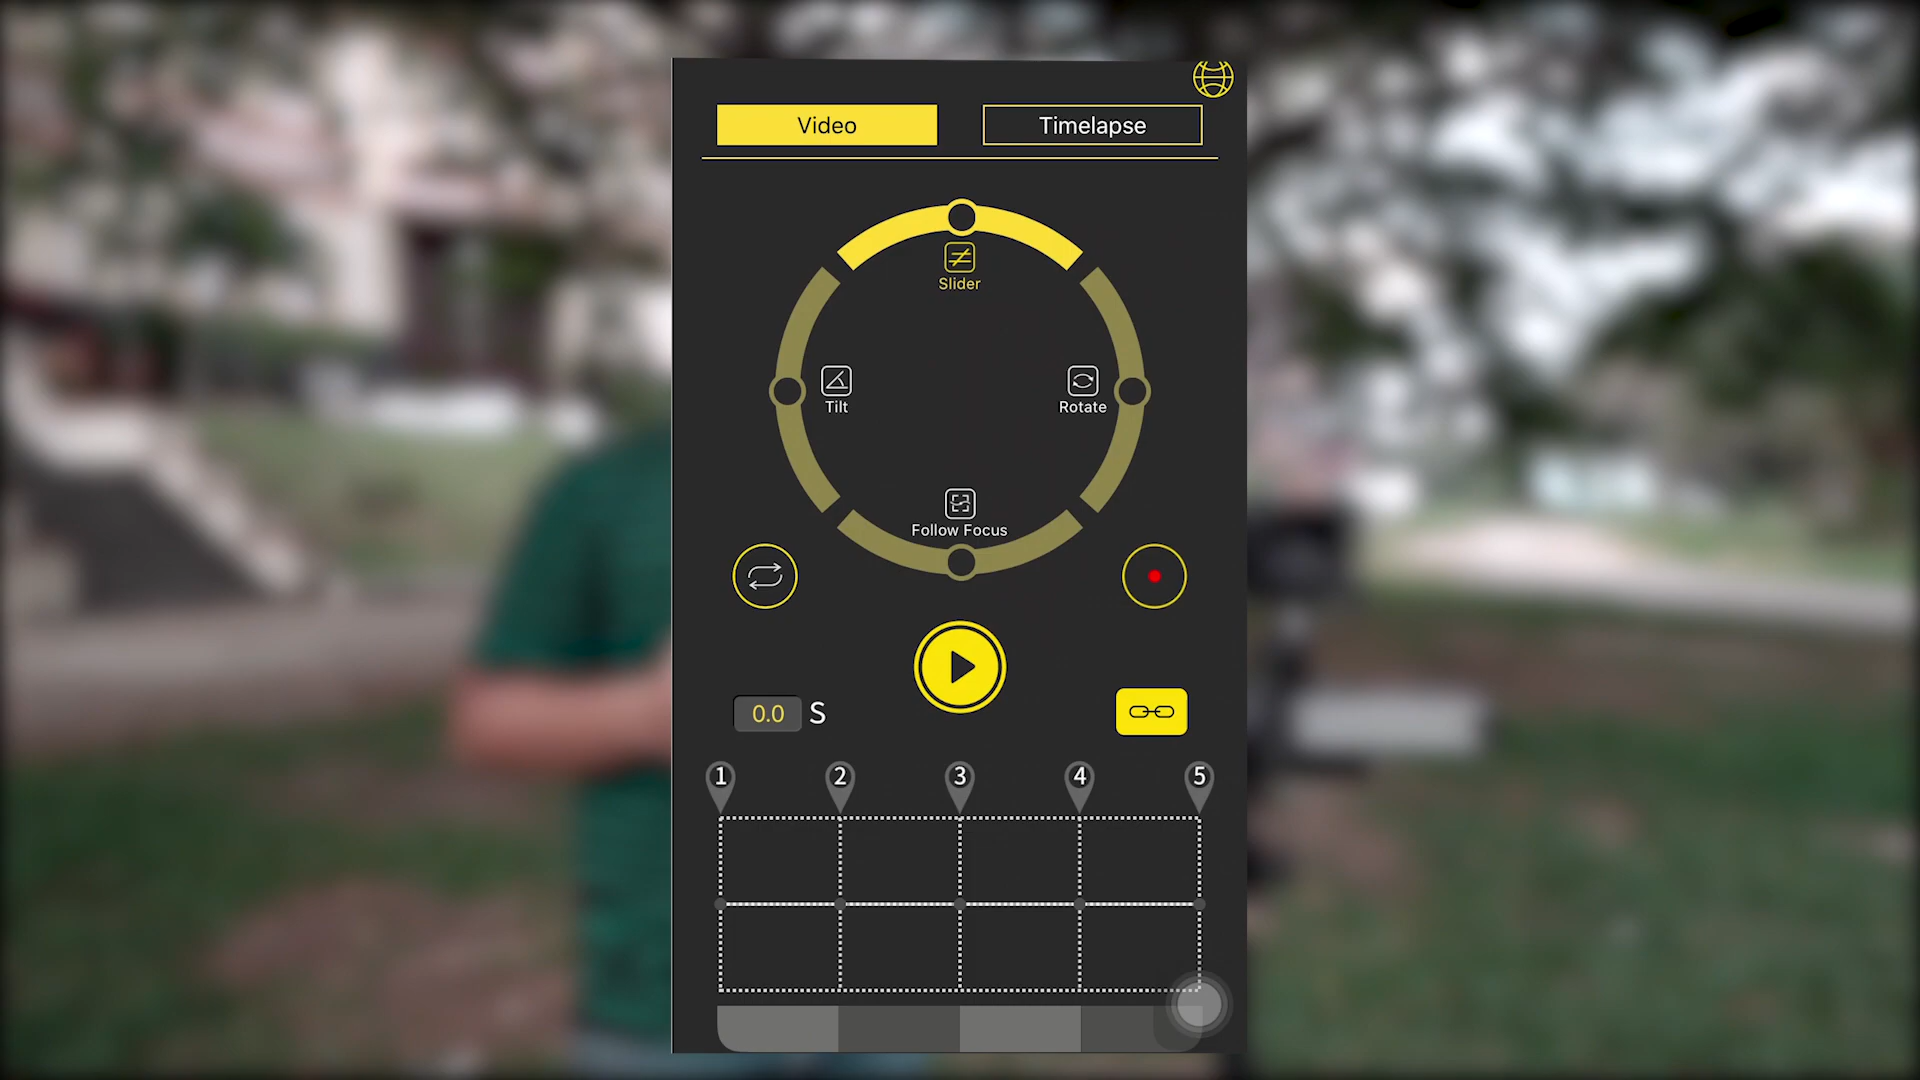 Video
Timelapse
Slider
Tilt
Rotate
Follow Focus
0.0 S
1 2 3 4 5